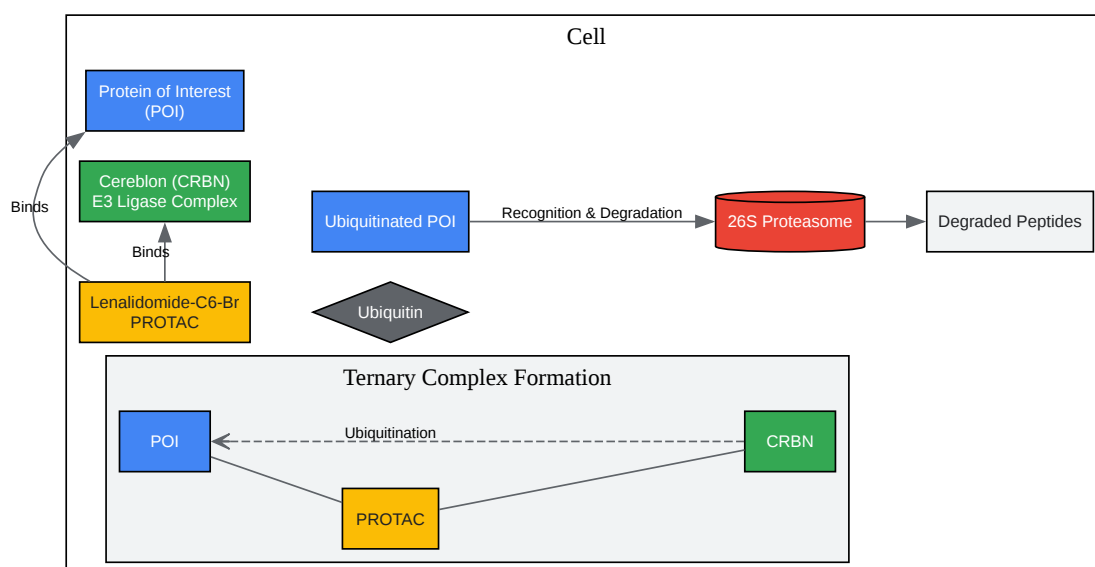 Cell
Protein of Interest
(POI)
Cereblon (CRBN)
E3 Ligase Complex
Binds
Binds
Lenalidomide-C6-Br
PROTAC
Ubiquitinated POI
Recognition & Degradation
26S Proteasome
Degraded Peptides
Ubiquitin
Ternary Complex Formation
POI
Ubiquitination
CRBN
PROTAC